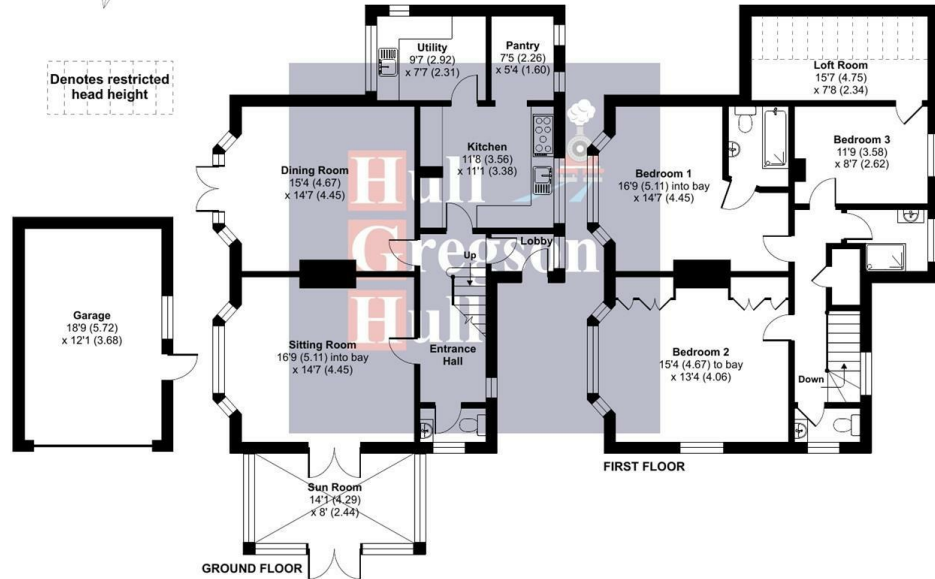 Denotes restricted
head height
Utility
9'7 (2.92)
x 7'7 (2.31)
Pantry
7'5 (2.26)
x 5'4 (1.60)
Loft Room
15'7 (4.75)
x 7'8 (2.34)
Dining Room
15'4 (4.67)
x 14'7 (4.45)
Kitchen
11'8 (3.56)
x 11'1 (3.38)
Bedroom 1
16'9 (5.11) into bay
x 14'7 (4.45)
Bedroom 3
11'9 (3.58)
x 8'7 (2.62)
Hull
Gregson
Hull
Lobby
Up
Garage
18'9 (5.72)
x 12'1 (3.68)
Sitting Room
16'9 (5.11) into bay
x 14'7 (4.45)
Entrance
Hall
Bedroom 2
15'4 (4.67) to bay
x 13'4 (4.06)
Down
FIRST FLOOR
Sun Room
14'1 (4.29)
x 8' (2.44)
GROUND FLOOR